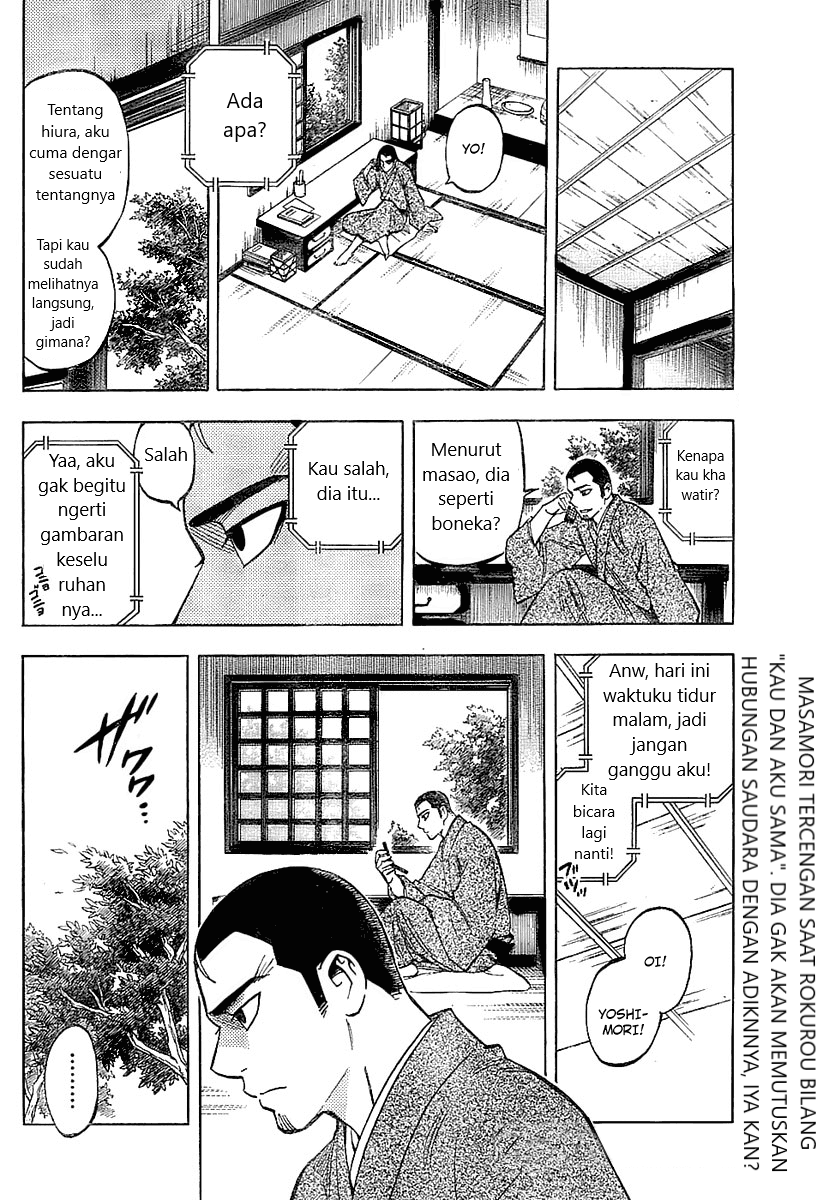 YO!
Ada
apa?
Tentang
hiura, aku
cuma dengar
sesuatu
tentangnya
Tapi kau
sudah
melihatnya
langsung,
jadi
gimana?
Kenapa
kau kha
watir?
Menurut
masao, dia
seperti
boneka?
Kau salah,
dia itu...
Salah
Yaa, aku
gak begitu
ngerti
gambaran
keselu
ruhan
nya...
Anw, hari ini
waktuku tidur
malam, jadi
jangan
ganggu aku!
Kita
bicara
lagi
nanti!
OI!
YOSHI-
MORI!
ザワワ...
.........
MASAMORI TERCENGAN SAAT ROKUROU BILANG
"KAU DAN AKU SAMA". DIA GAK AKAN MEMUTUSKAN
HUBUNGAN SAUDARA DENGAN ADIKNNYA, IYA KAN?